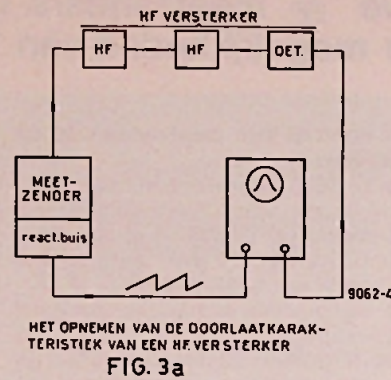 HF VERSTERKER
HF HF DET.
MEET-
ZENDER
react.buis
9062-4
HET OPNEMEN VAN DE DOORLAATKARAK-
TERISTIEK VAN EEN HF. VERSTERKER
FIG. 3a